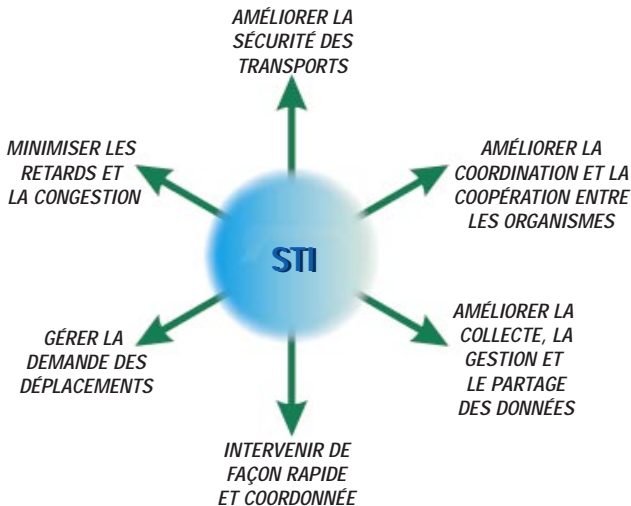 AMÉLIORER LA
SÉCURITÉ DES
TRANSPORTS
MINIMISER LES
RETARDS ET
LA CONGESTION
AMÉLIORER LA
COORDINATION ET LA
COOPÉRATION ENTRE
LES ORGANISMES
STI
GÉRER LA
DEMANDE DES
DÉPLACEMENTS
AMÉLIORER LA
COLLECTE, LA
GESTION ET
LE PARTAGE
DES DONNÉES
INTERVENIR DE
FAÇON RAPIDE
ET COORDONNÉE